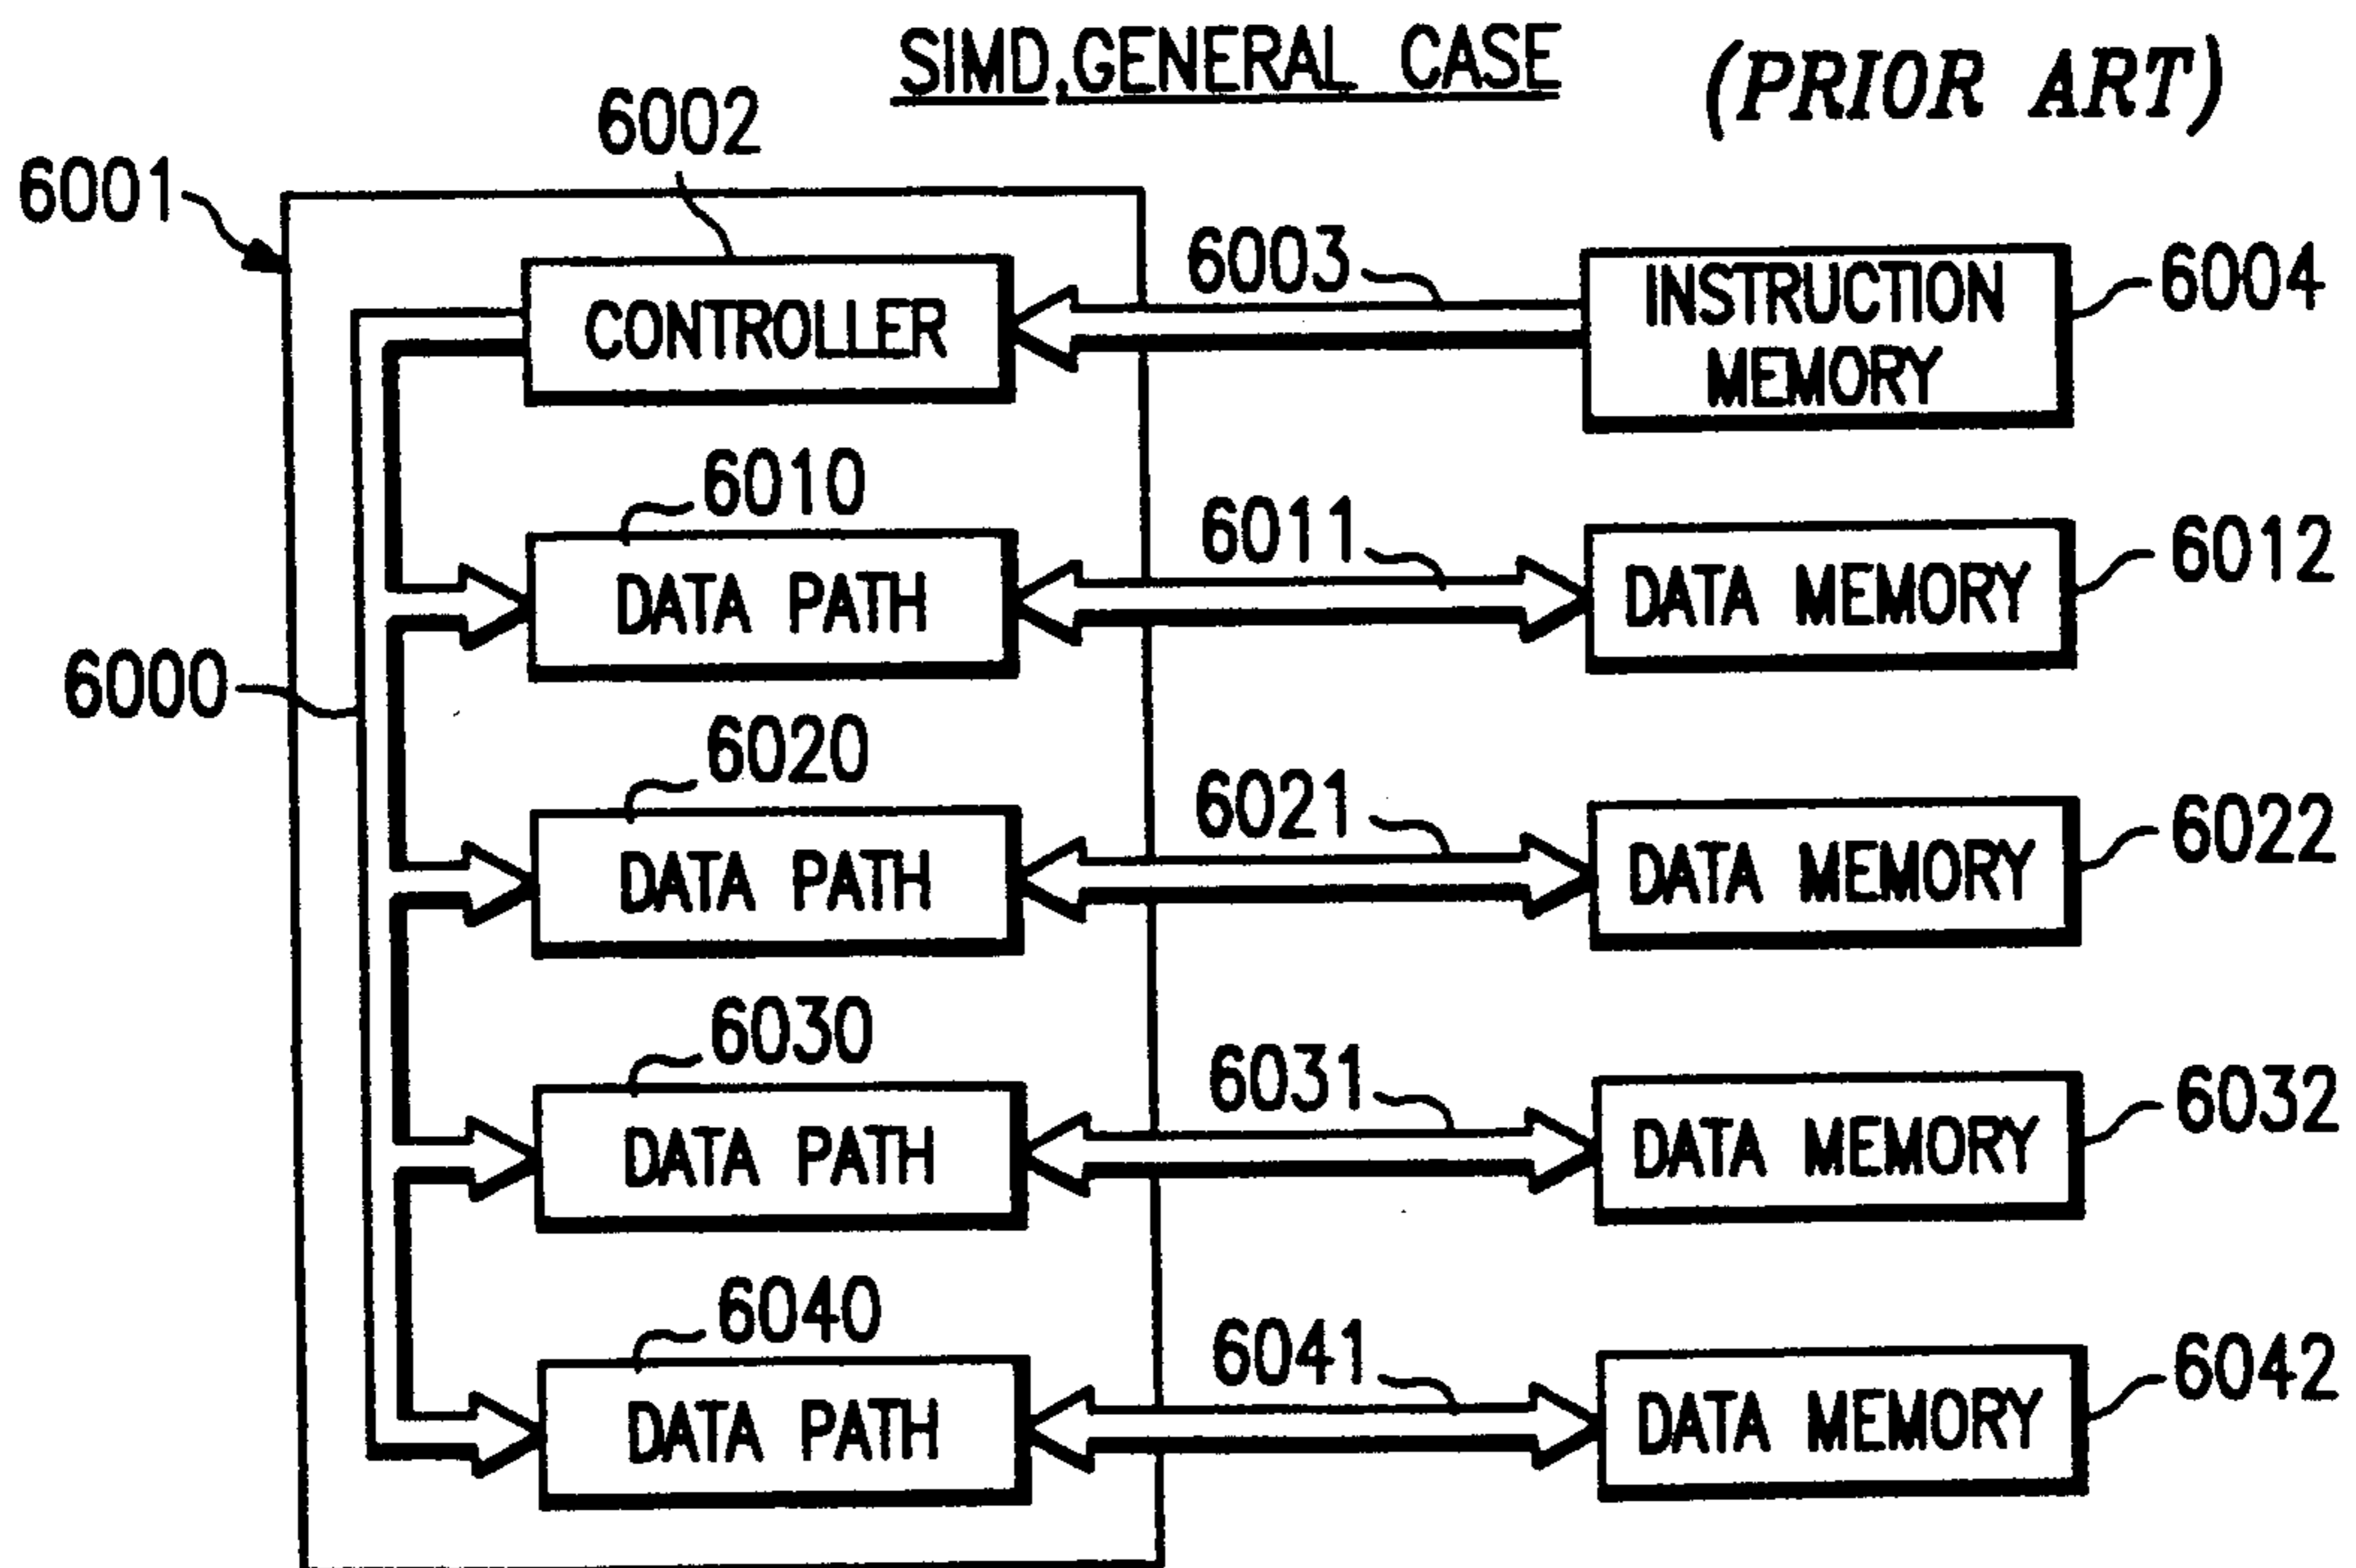 SIMD.GENERAL CASE (PRIOR ART)
6002
6001
6003
CONTROLLER
INSTRUCTION
MEMORY
6004
6010
6011
DATA PATH
DATA MEMORY
6012
6000
6020
6021
DATA PATH
DATA MEMORY
6022
6030
6031
DATA PATH
DATA MEMORY
6032
6040
6041
DATA PATH
DATA MEMORY
6042